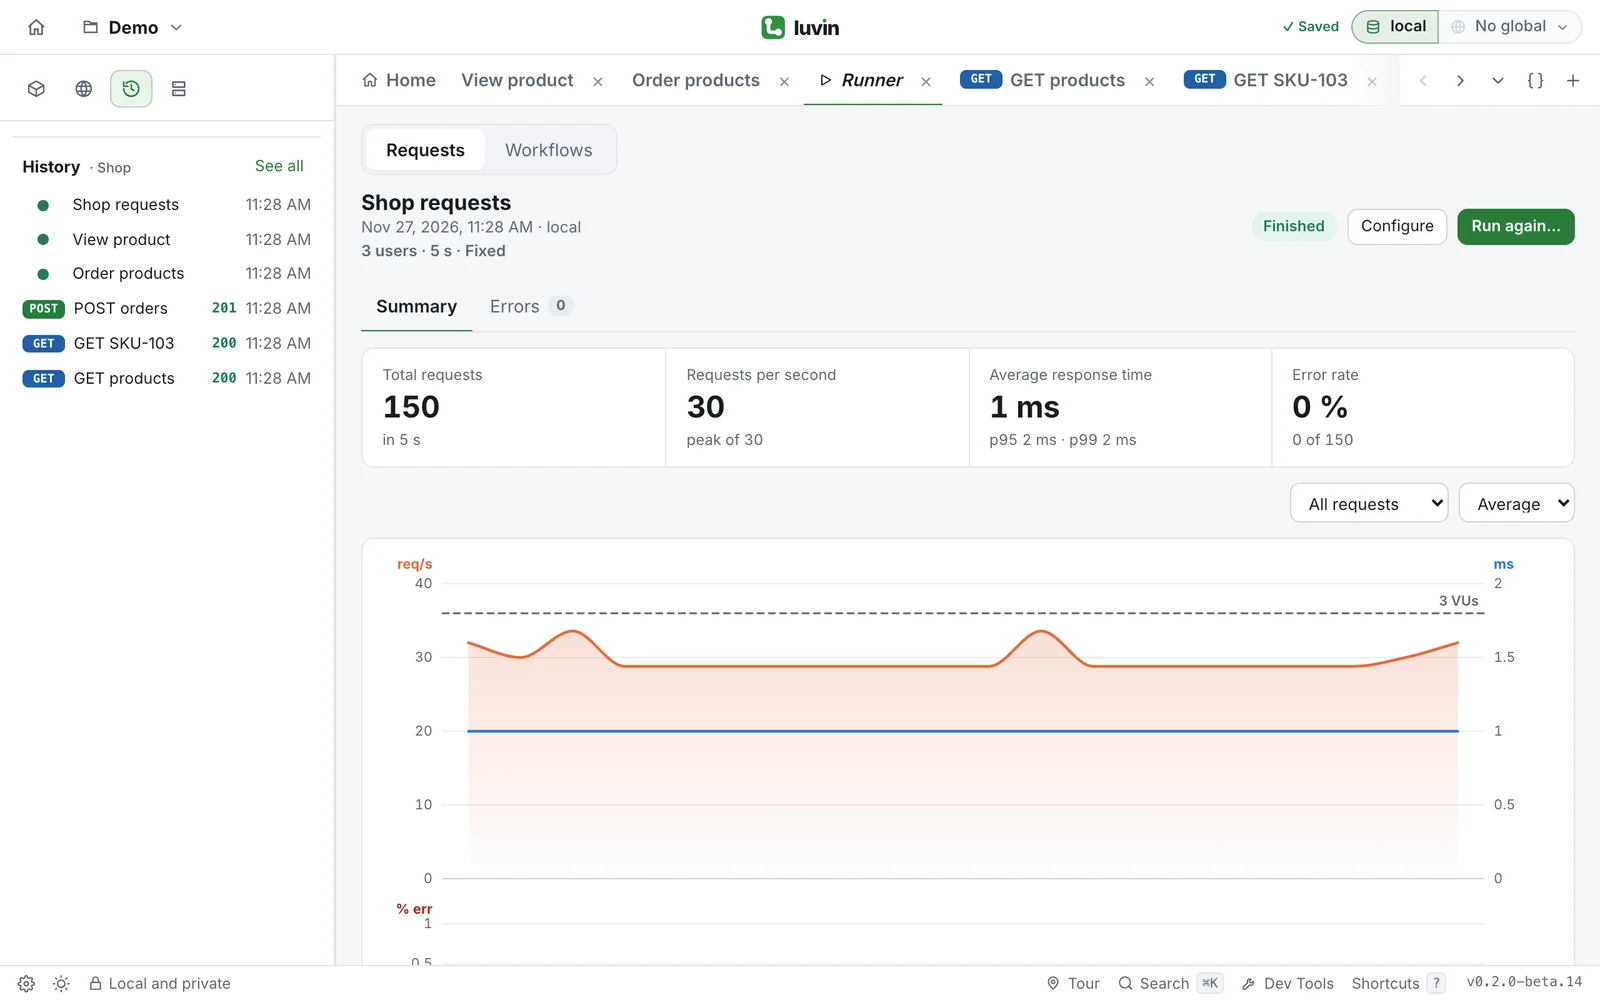 Demo
luvin
Saved
local
No global
Home
View product
Order products
Runner
GET GET products
GET GET SKU-103
{ }
History · Shop
See all
Shop requests 11:28 AM
View product 11:28 AM
Order products 11:28 AM
POST POST orders 201 11:28 AM
GET GET SKU-103 200 11:28 AM
GET GET products 200 11:28 AM
Requests
Workflows
Shop requests
Nov 27, 2026, 11:28 AM · local
3 users · 5 s · Fixed
Finished
Configure
Run again...
Summary
Errors 0
Total requests
150
in 5 s
Requests per second
30
peak of 30
Average response time
1 ms
p95 2 ms · p99 2 ms
Error rate
0 %
0 of 150
All requests
Average
req/s
ms
40
2
3 VUs
30
1.5
20
1
10
0.5
0
0
% err
1
0.5
Local and private
Tour
Search ⌘K
Dev Tools
Shortcuts ?
v0.2.0-beta.14